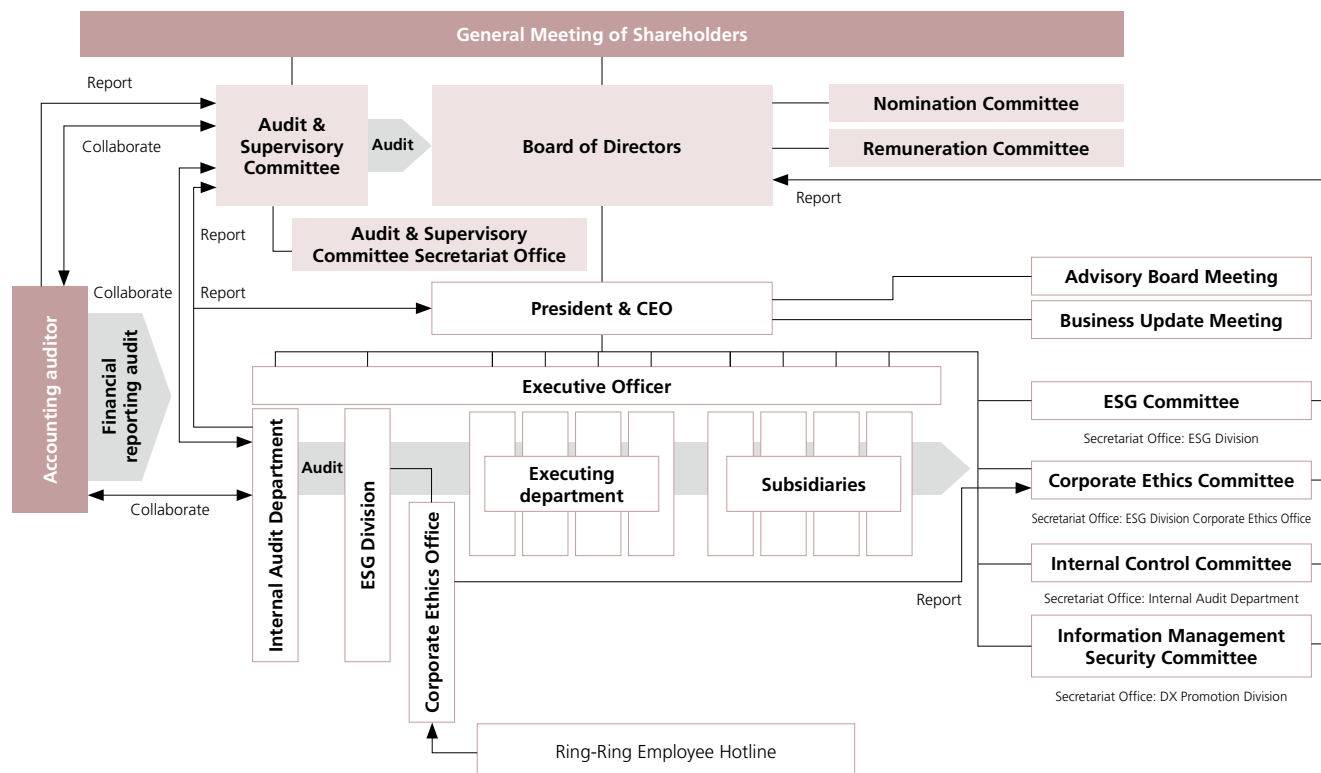 General Meeting of Shareholders
Report
Collaborate
Audit &
Supervisory
Committee
Audit
Board of Directors
Nomination Committee
Remuneration Committee
Report
Report
Audit & Supervisory
Committee Secretariat Office
Collaborate
Report
President & CEO
Advisory Board Meeting
Business Update Meeting
Accounting auditor
Financial
reporting audit
Executive Officer
Internal Audit Department
Audit
ESG Division
Corporate Ethics Office
Executing
department
Subsidiaries
Collaborate
Report
ESG Committee
Secretariat Office: ESG Division
Corporate Ethics Committee
Secretariat Office: ESG Division Corporate Ethics Office
Internal Control Committee
Secretariat Office: Internal Audit Department
Information Management
Security Committee
Secretariat Office: DX Promotion Division
Ring-Ring Employee Hotline